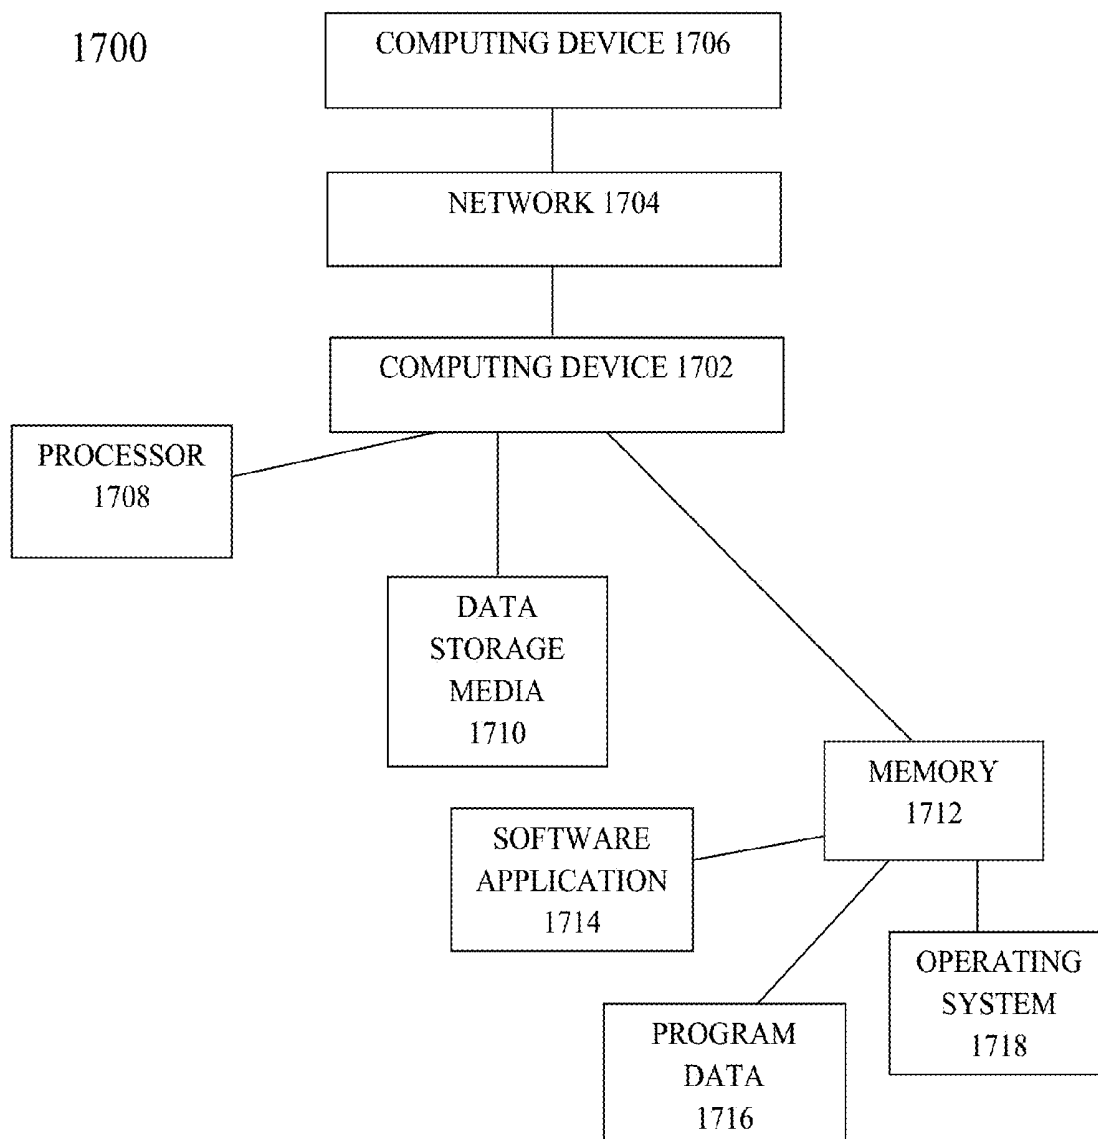 1700
COMPUTING DEVICE 1706
NETWORK 1704
COMPUTING DEVICE 1702
PROCESSOR
1708
DATA
STORAGE
MEDIA
1710
MEMORY
1712
SOFTWARE
APPLICATION
1714
OPERATING
SYSTEM
1718
PROGRAM
DATA
1716